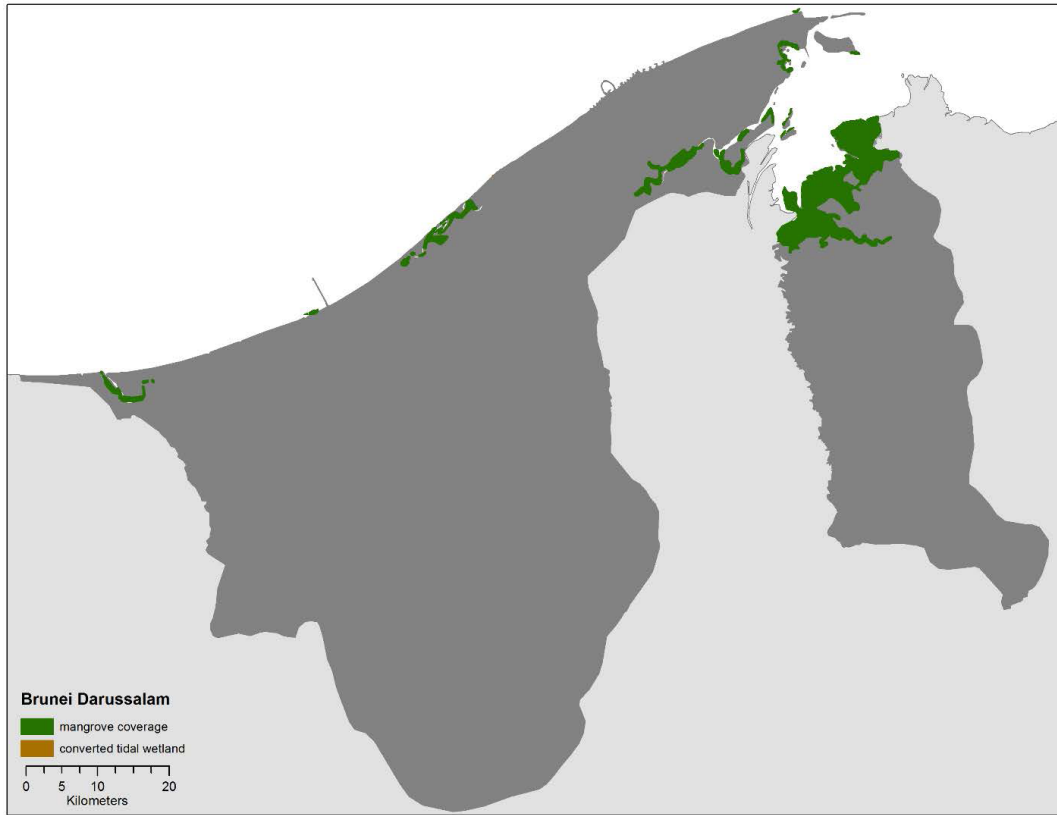 Brunei Darussalam
mangrove coverage
converted tidal wetland
0 5 10 20
Kilometers